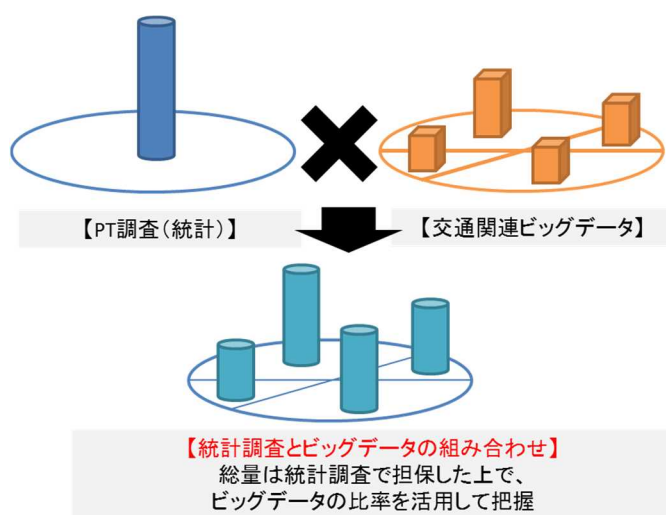 【PT調査(統計)】
【交通関連ビッグデータ】
【統計調査とビッグデータの組み合わせ】
総量は統計調査で担保した上で、
ビッグデータの比率を活用して把握